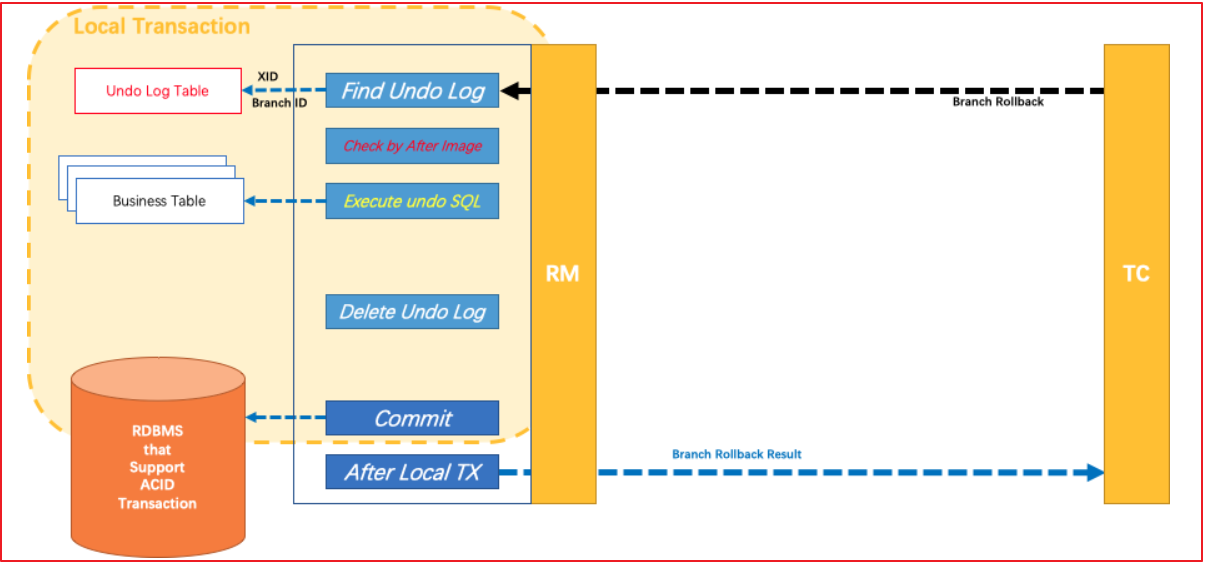 Local Transaction
XID
Undo Log Table
Find Undo Log
Branch ID
Branch Rollback
Check by After Image
Business Table
Execute undo SQL
RM
TC
Delete Undo Log
Commit
RDBMS
that
Support
ACID
Transaction
After Local TX
Branch Rollback Result